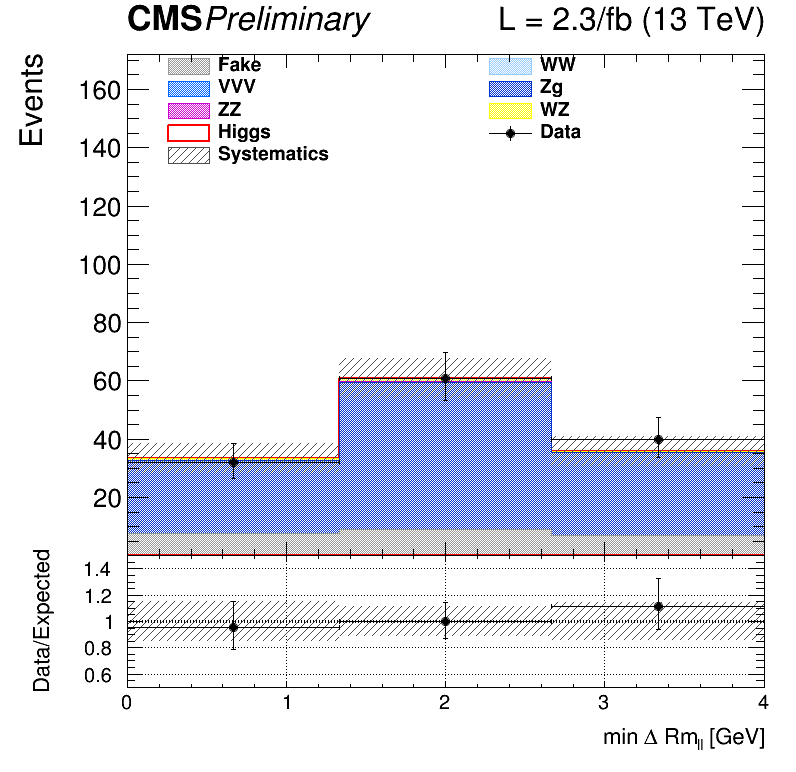 CMS Preliminary L = 2.3/fb (13 TeV)
Events
Fake WW
VVV Zg
ZZ WZ
Higgs Data
Systematics
160
140
120
100
80
60
40
20
Data/Expected
1.4
1.2
1
0.8
0.6
0 1 2 3 4
min Δ Rm_ll [GeV]